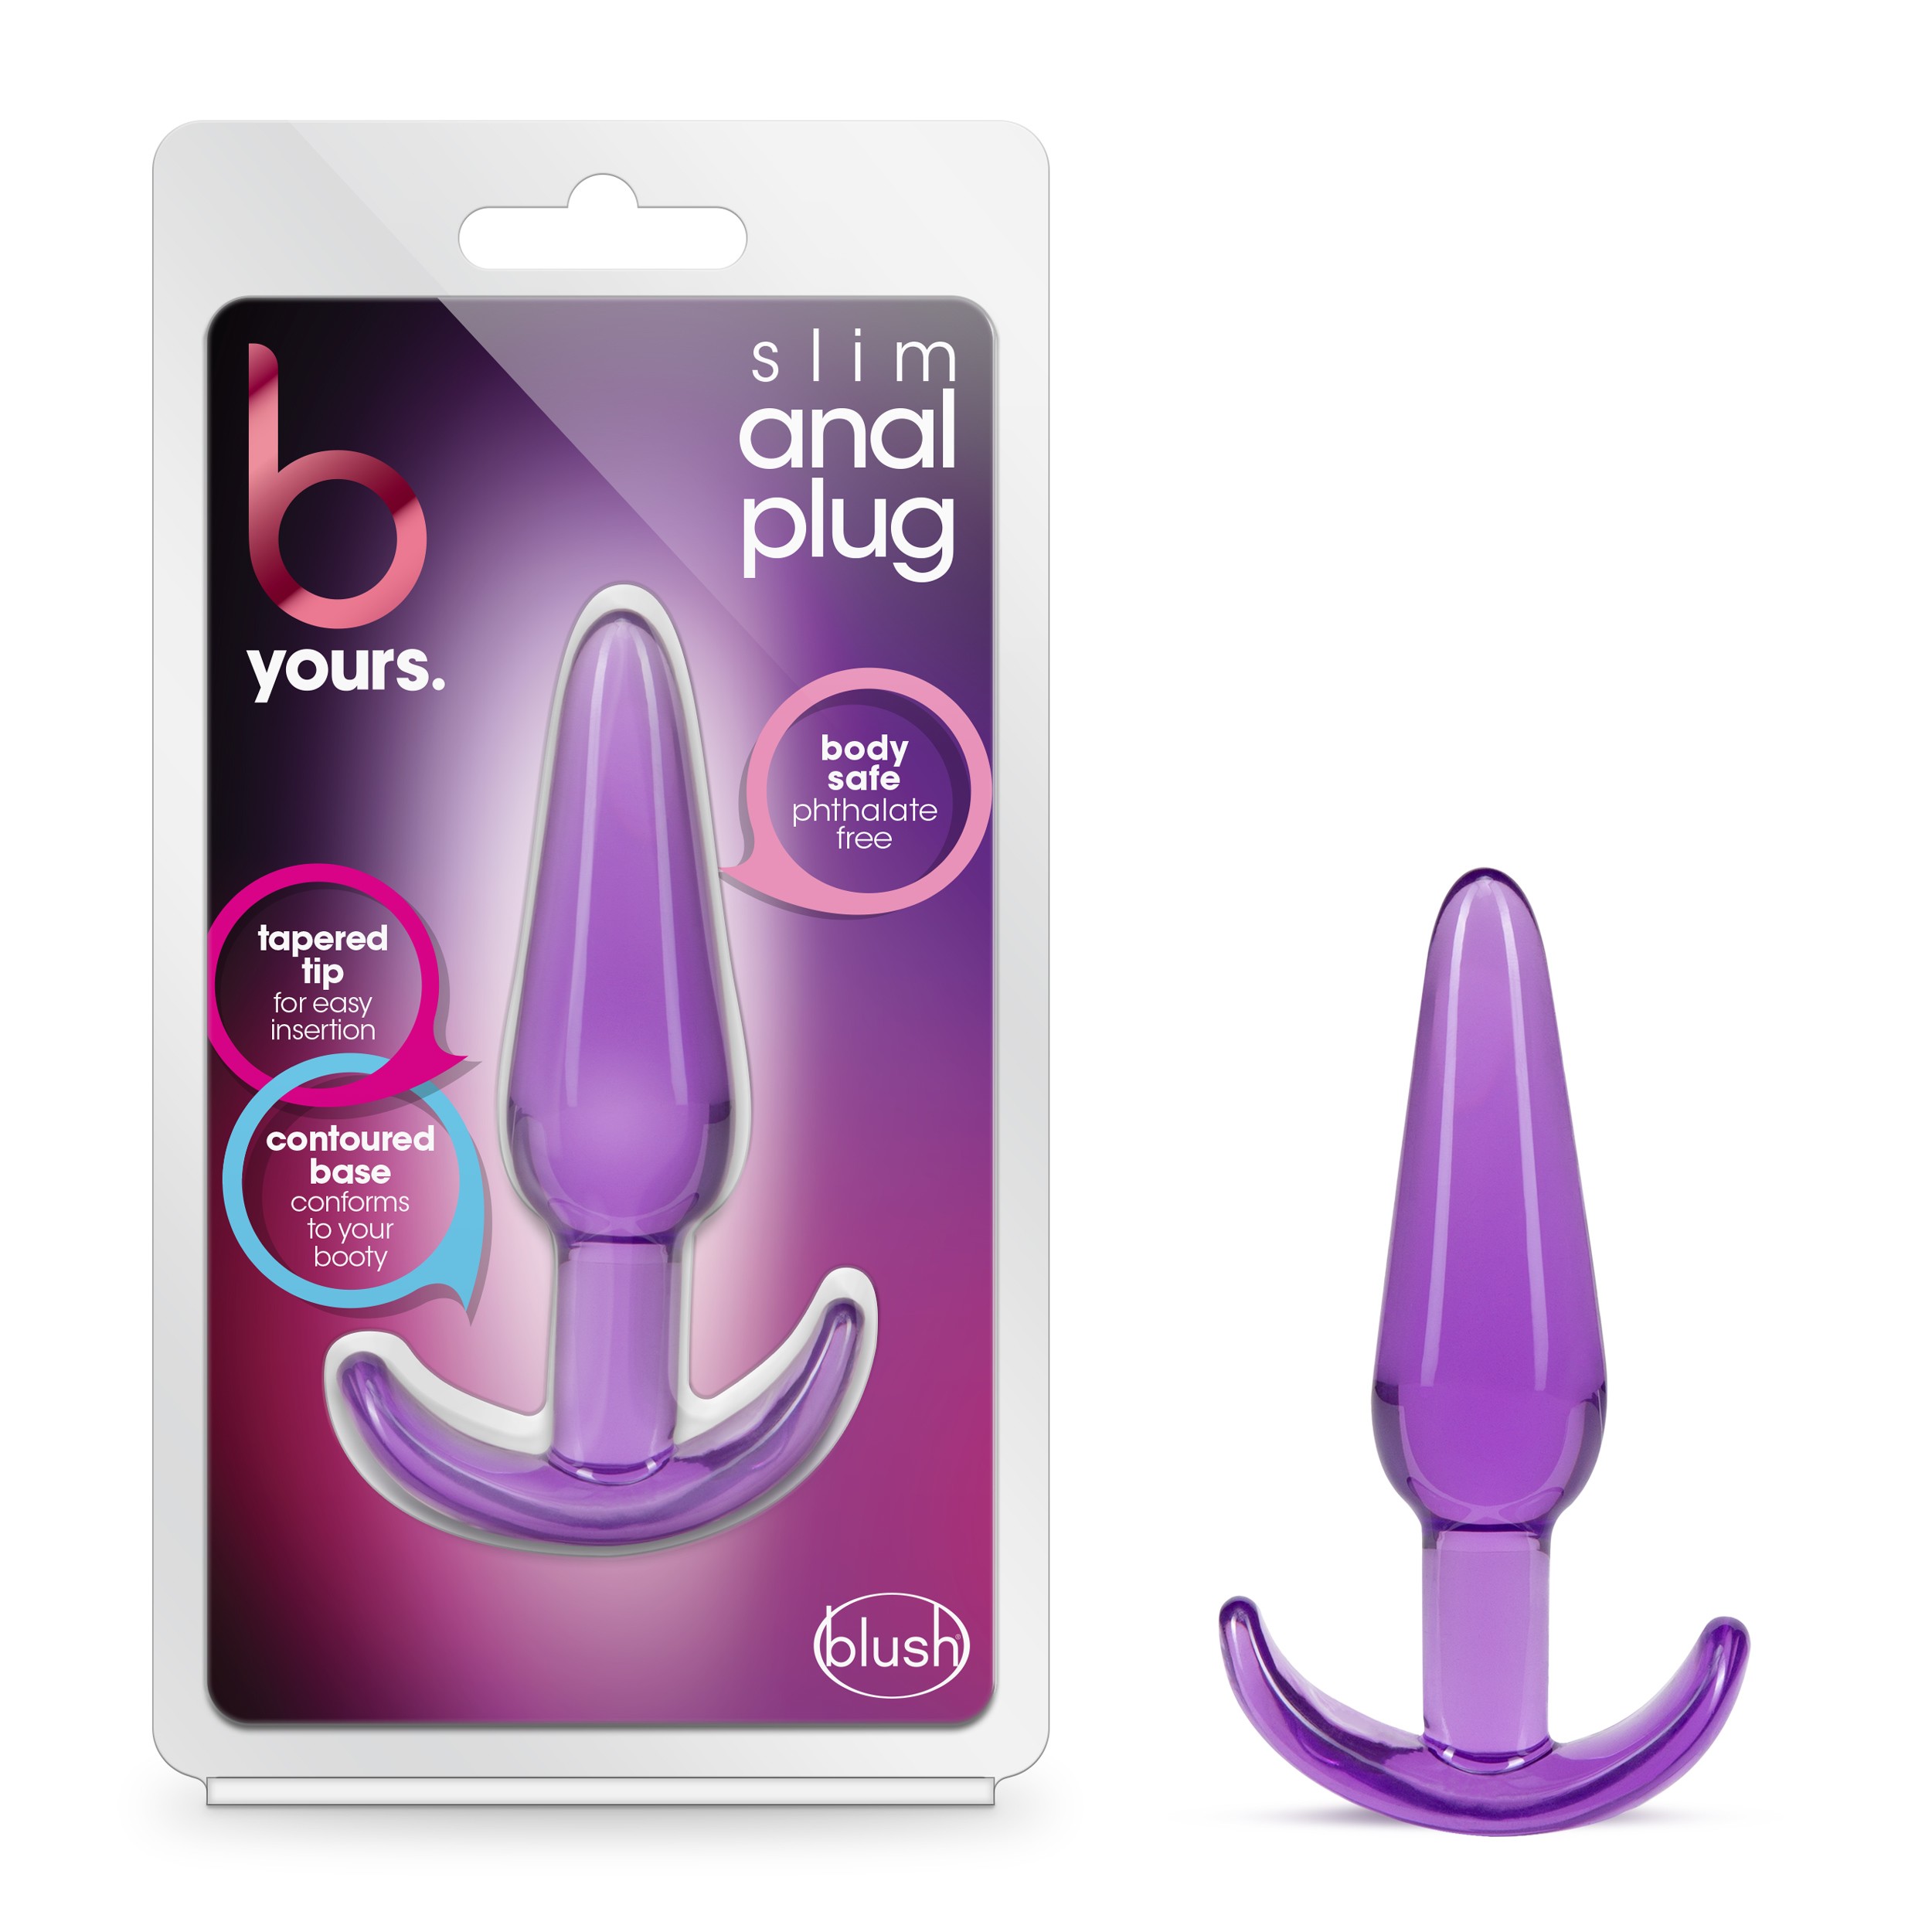 b
yours.
slim
anal
plug
body
safe
phthalate
free
tapered
tip
for easy
insertion
contoured
base
conforms
to your
booty
blush®